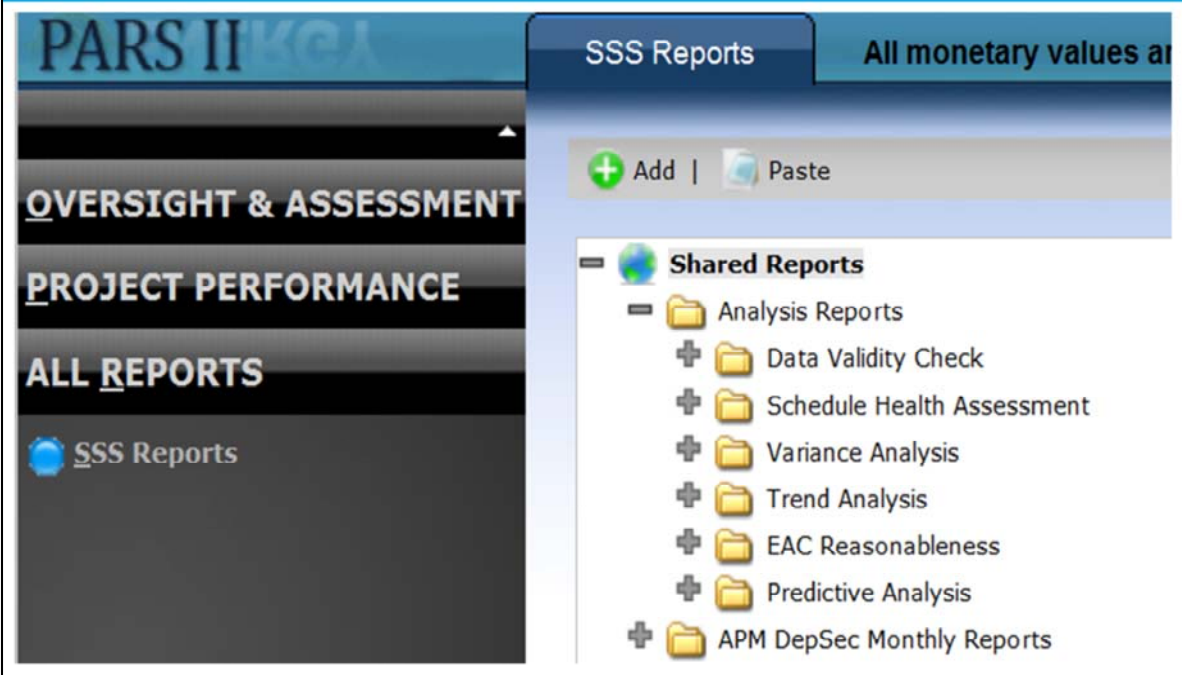 PARS II
SSS Reports
All monetary values ar
OVERSIGHT & ASSESSMENT
PROJECT PERFORMANCE
ALL REPORTS
SSS Reports
Add | Paste
Shared Reports
Analysis Reports
Data Validity Check
Schedule Health Assessment
Variance Analysis
Trend Analysis
EAC Reasonableness
Predictive Analysis
APM DepSec Monthly Reports